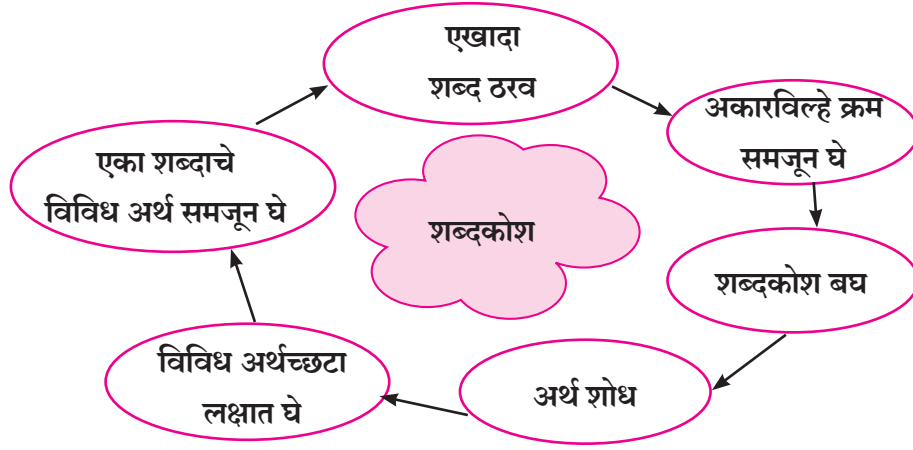 एखादा
शब्द ठरव
अकारविल्हे क्रम
समजून घे
शब्दकोश बघ
अर्थ शोध
विविध अर्थच्छटा
लक्षात घे
एका शब्दाचे
विविध अर्थ समजून घे
शब्दकोश